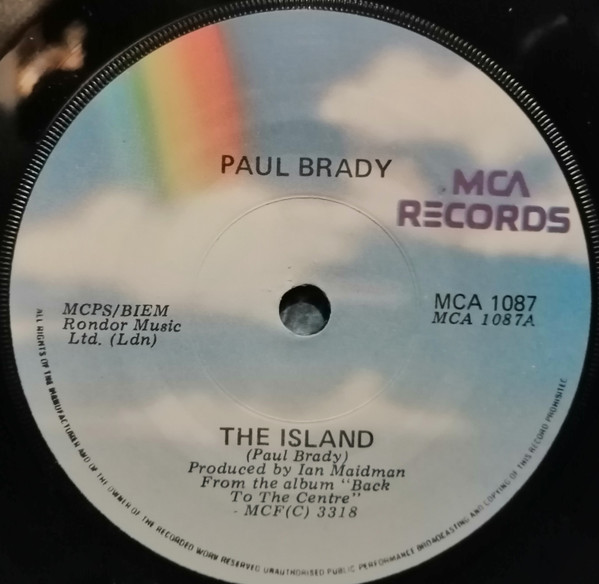 PAUL BRADY
MCA
RECORDS
MCPS/BIEM
Rondor Music
Ltd. (Ldn)
MCA 1087
MCA 1087A
THE ISLAND
(Paul Brady)
Produced by Ian Maidman
From the album "Back
To The Centre"
MCF(C) 3318
ALL RIGHTS OF THE MANUFACTURER AND OF THE OWNER OF THE RECORDED WORK RESERVED UNAUTHORISED PUBLIC PERFORMANCE BROADCASTING AND COPYING OF THIS RECORD PROHIBITED